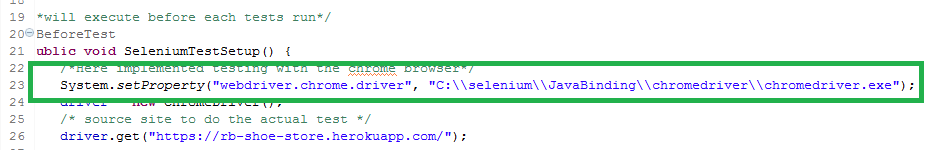 19 *will execute before each tests run*/
20 BeforeTest
21 ublic void SeleniumTestSetup() {
22 /*Here implemented testing with the chrome browser*/
23 System.setProperty("webdriver.chrome.driver", "C:\\selenium\\JavaBinding\\chromedriver\\chromedriver.exe");
24 driver = new ChromeDriver();
25 /* source site to do the actual test */
26 driver.get("https://rb-shoe-store.herokuapp.com/");